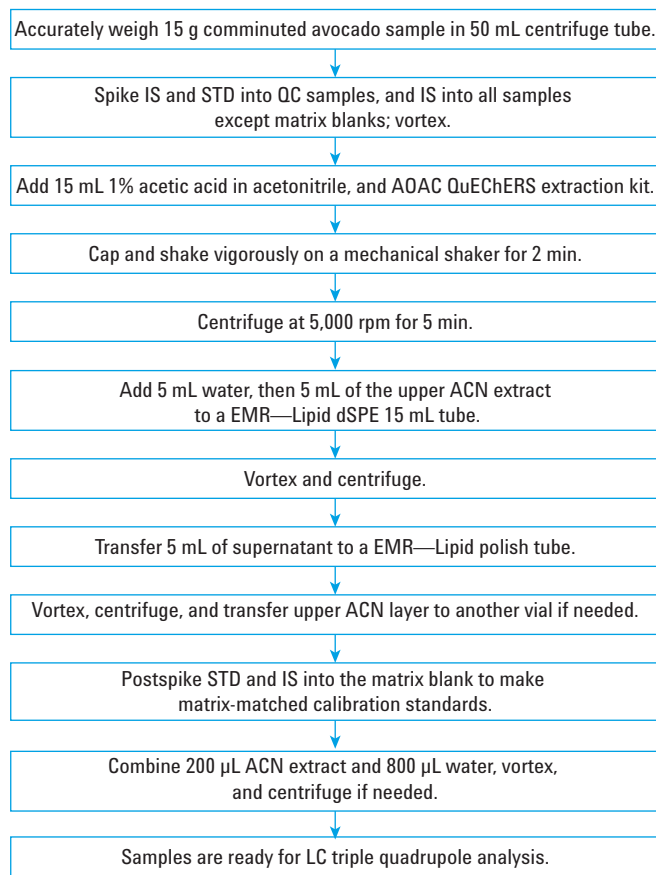 Accurately weigh 15 g comminuted avocado sample in 50 mL centrifuge tube.
Spike IS and STD into QC samples, and IS into all samples
except matrix blanks; vortex.
Add 15 mL 1% acetic acid in acetonitrile, and AOAC QuEChERS extraction kit.
Cap and shake vigorously on a mechanical shaker for 2 min.
Centrifuge at 5,000 rpm for 5 min.
Add 5 mL water, then 5 mL of the upper ACN extract
to a EMR—Lipid dSPE 15 mL tube.
Vortex and centrifuge.
Transfer 5 mL of supernatant to a EMR—Lipid polish tube.
Vortex, centrifuge, and transfer upper ACN layer to another vial if needed.
Postspike STD and IS into the matrix blank to make
matrix-matched calibration standards.
Combine 200 µL ACN extract and 800 µL water, vortex,
and centrifuge if needed.
Samples are ready for LC triple quadrupole analysis.